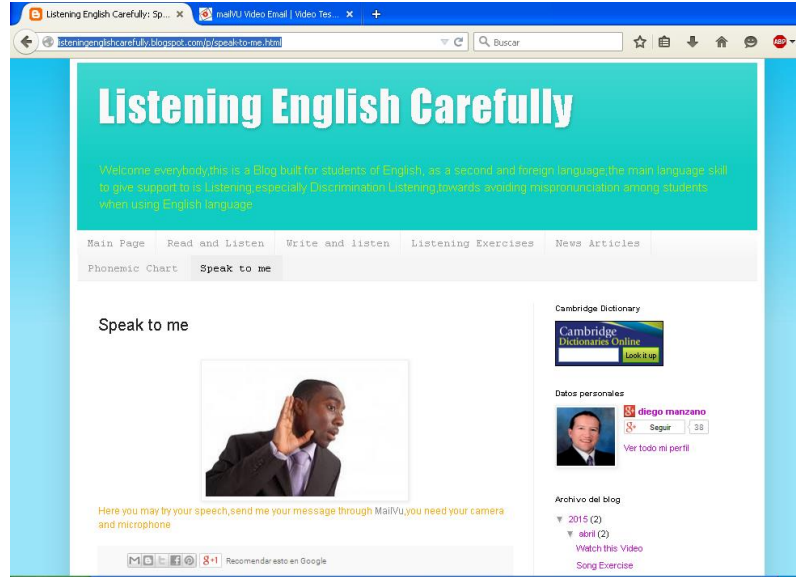 Listening English Carefully: Sp...
mailVU Video Email | Video Tes...
listeningenglishcarefully.blogspot.com/p/speak-to-me.html
Buscar
ABP
Listening English Carefully
Welcome everybody,this is a Blog built for students of English, as a second and foreign language;the main language skill
to give support to is Listening;especially Discrimination Listening,towards avoiding mispronunciation among students
when using English language
Main Page Read and Listen Write and listen Listening Exercises News Articles
Phonemic Chart Speak to me
Speak to me
Here you may try your speech,send me your message through MailVu,you need your camera
and microphone
+1 Recomendar esto en Google
Cambridge Dictionary
Cambridge
Dictionaries Online
Look it up
Datos personales
diego manzano
Seguir 38
Ver todo mi perfil
Archivo del blog
▼ 2015 (2)
▼ abril (2)
Watch this Video
Song Exercise